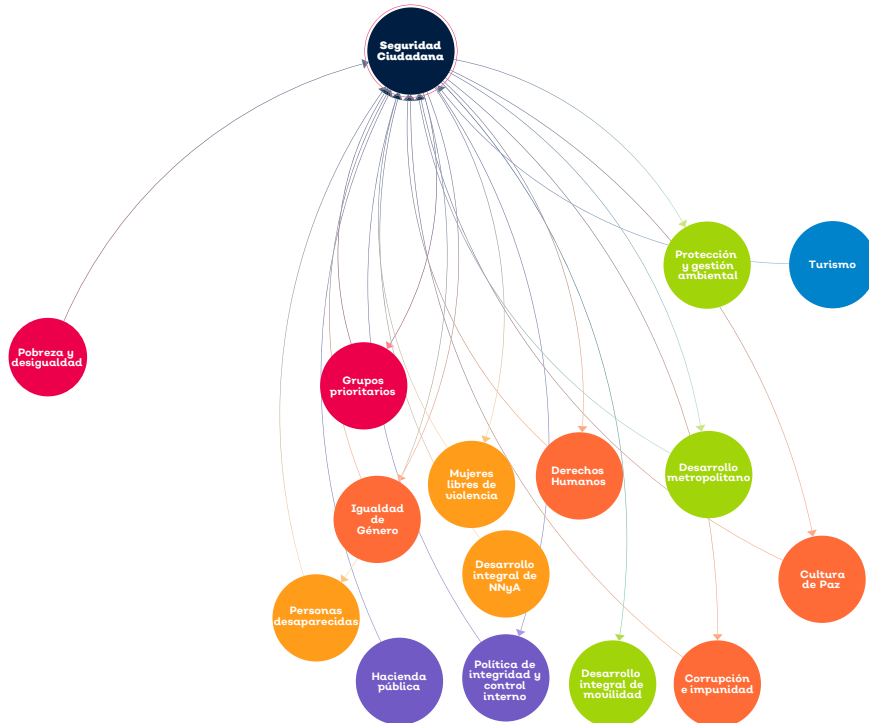 Seguridad
Ciudadana
Protección
y gestión
ambiental
Turismo
Pobreza y
desigualdad
Grupos
prioritarios
Mujeres
libres de
violencia
Derechos
Humanos
Desarrollo
metropolitano
Igualdad
de
Género
Desarrollo
integral de
NNyA
Cultura
de Paz
Personas
desaparecidas
Hacienda
pública
Política de
integridad y
control
interno
Desarrollo
integral de
movilidad
Corrupción
e impunidad